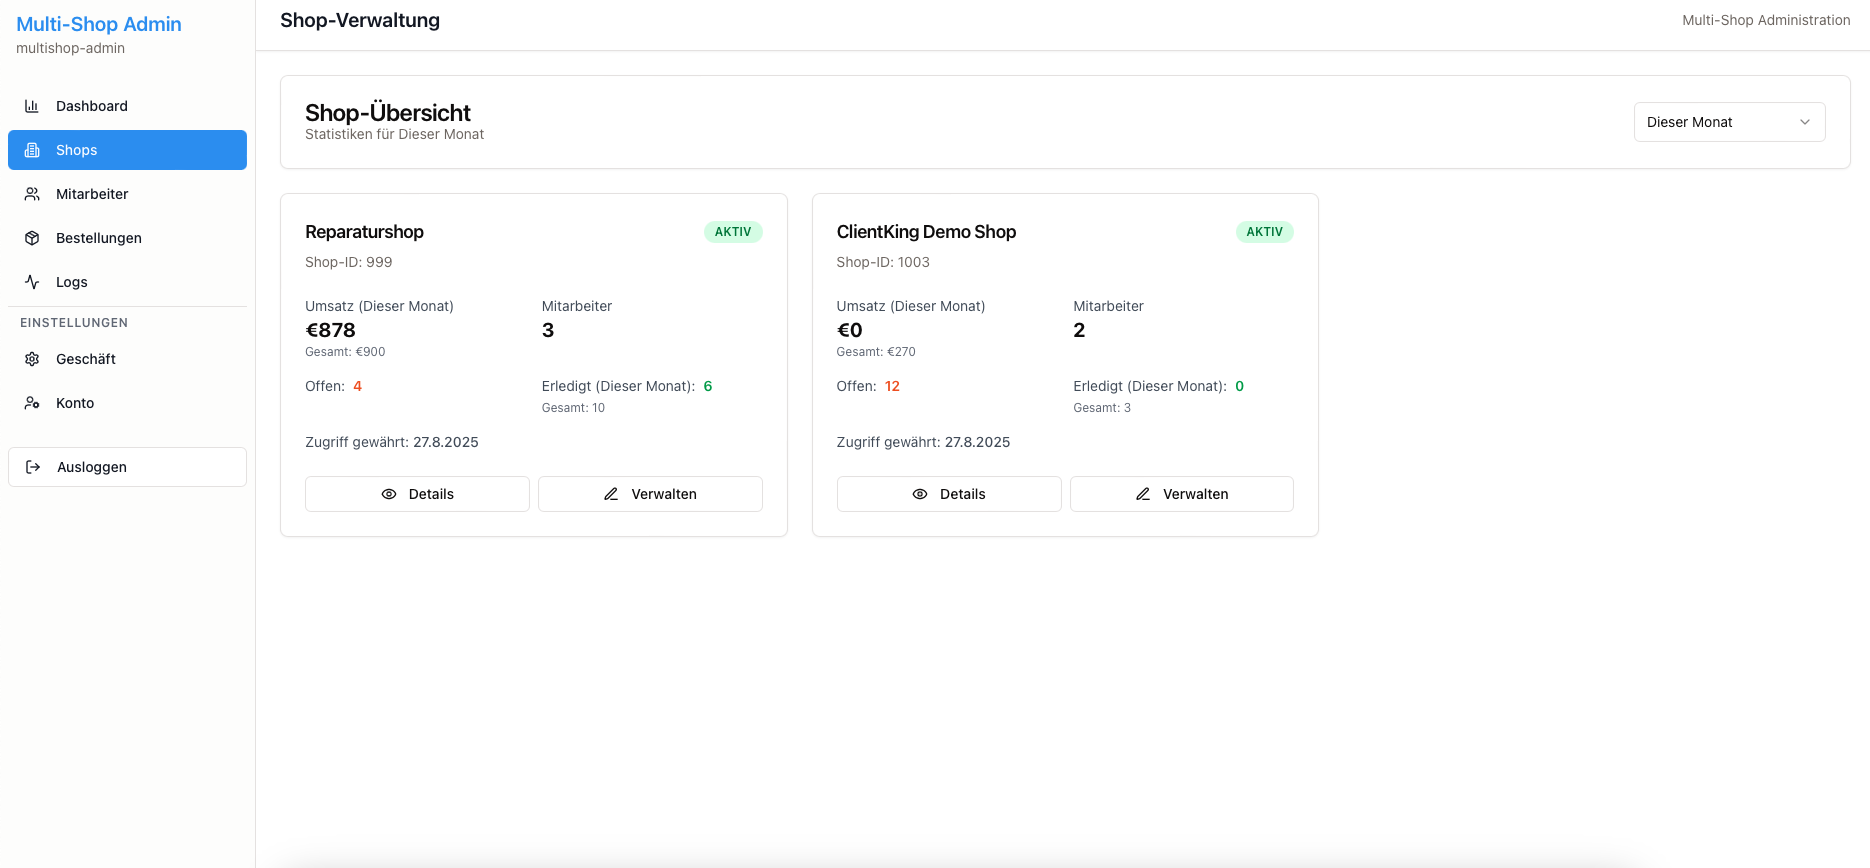 Multi-Shop Admin
multishop-admin
Dashboard
Shops
Mitarbeiter
Bestellungen
Logs
EINSTELLUNGEN
Geschäft
Konto
Ausloggen
Shop-Verwaltung
Multi-Shop Administration
Shop-Übersicht
Statistiken für Dieser Monat
Dieser Monat
Reparaturshop
AKTIV
Shop-ID: 999
Umsatz (Dieser Monat)
Mitarbeiter
€878
3
Gesamt: €900
Offen: 4
Erledigt (Dieser Monat): 6
Gesamt: 10
Zugriff gewährt: 27.8.2025
Details
Verwalten
ClientKing Demo Shop
AKTIV
Shop-ID: 1003
Umsatz (Dieser Monat)
Mitarbeiter
€0
2
Gesamt: €270
Offen: 12
Erledigt (Dieser Monat): 0
Gesamt: 3
Zugriff gewährt: 27.8.2025
Details
Verwalten